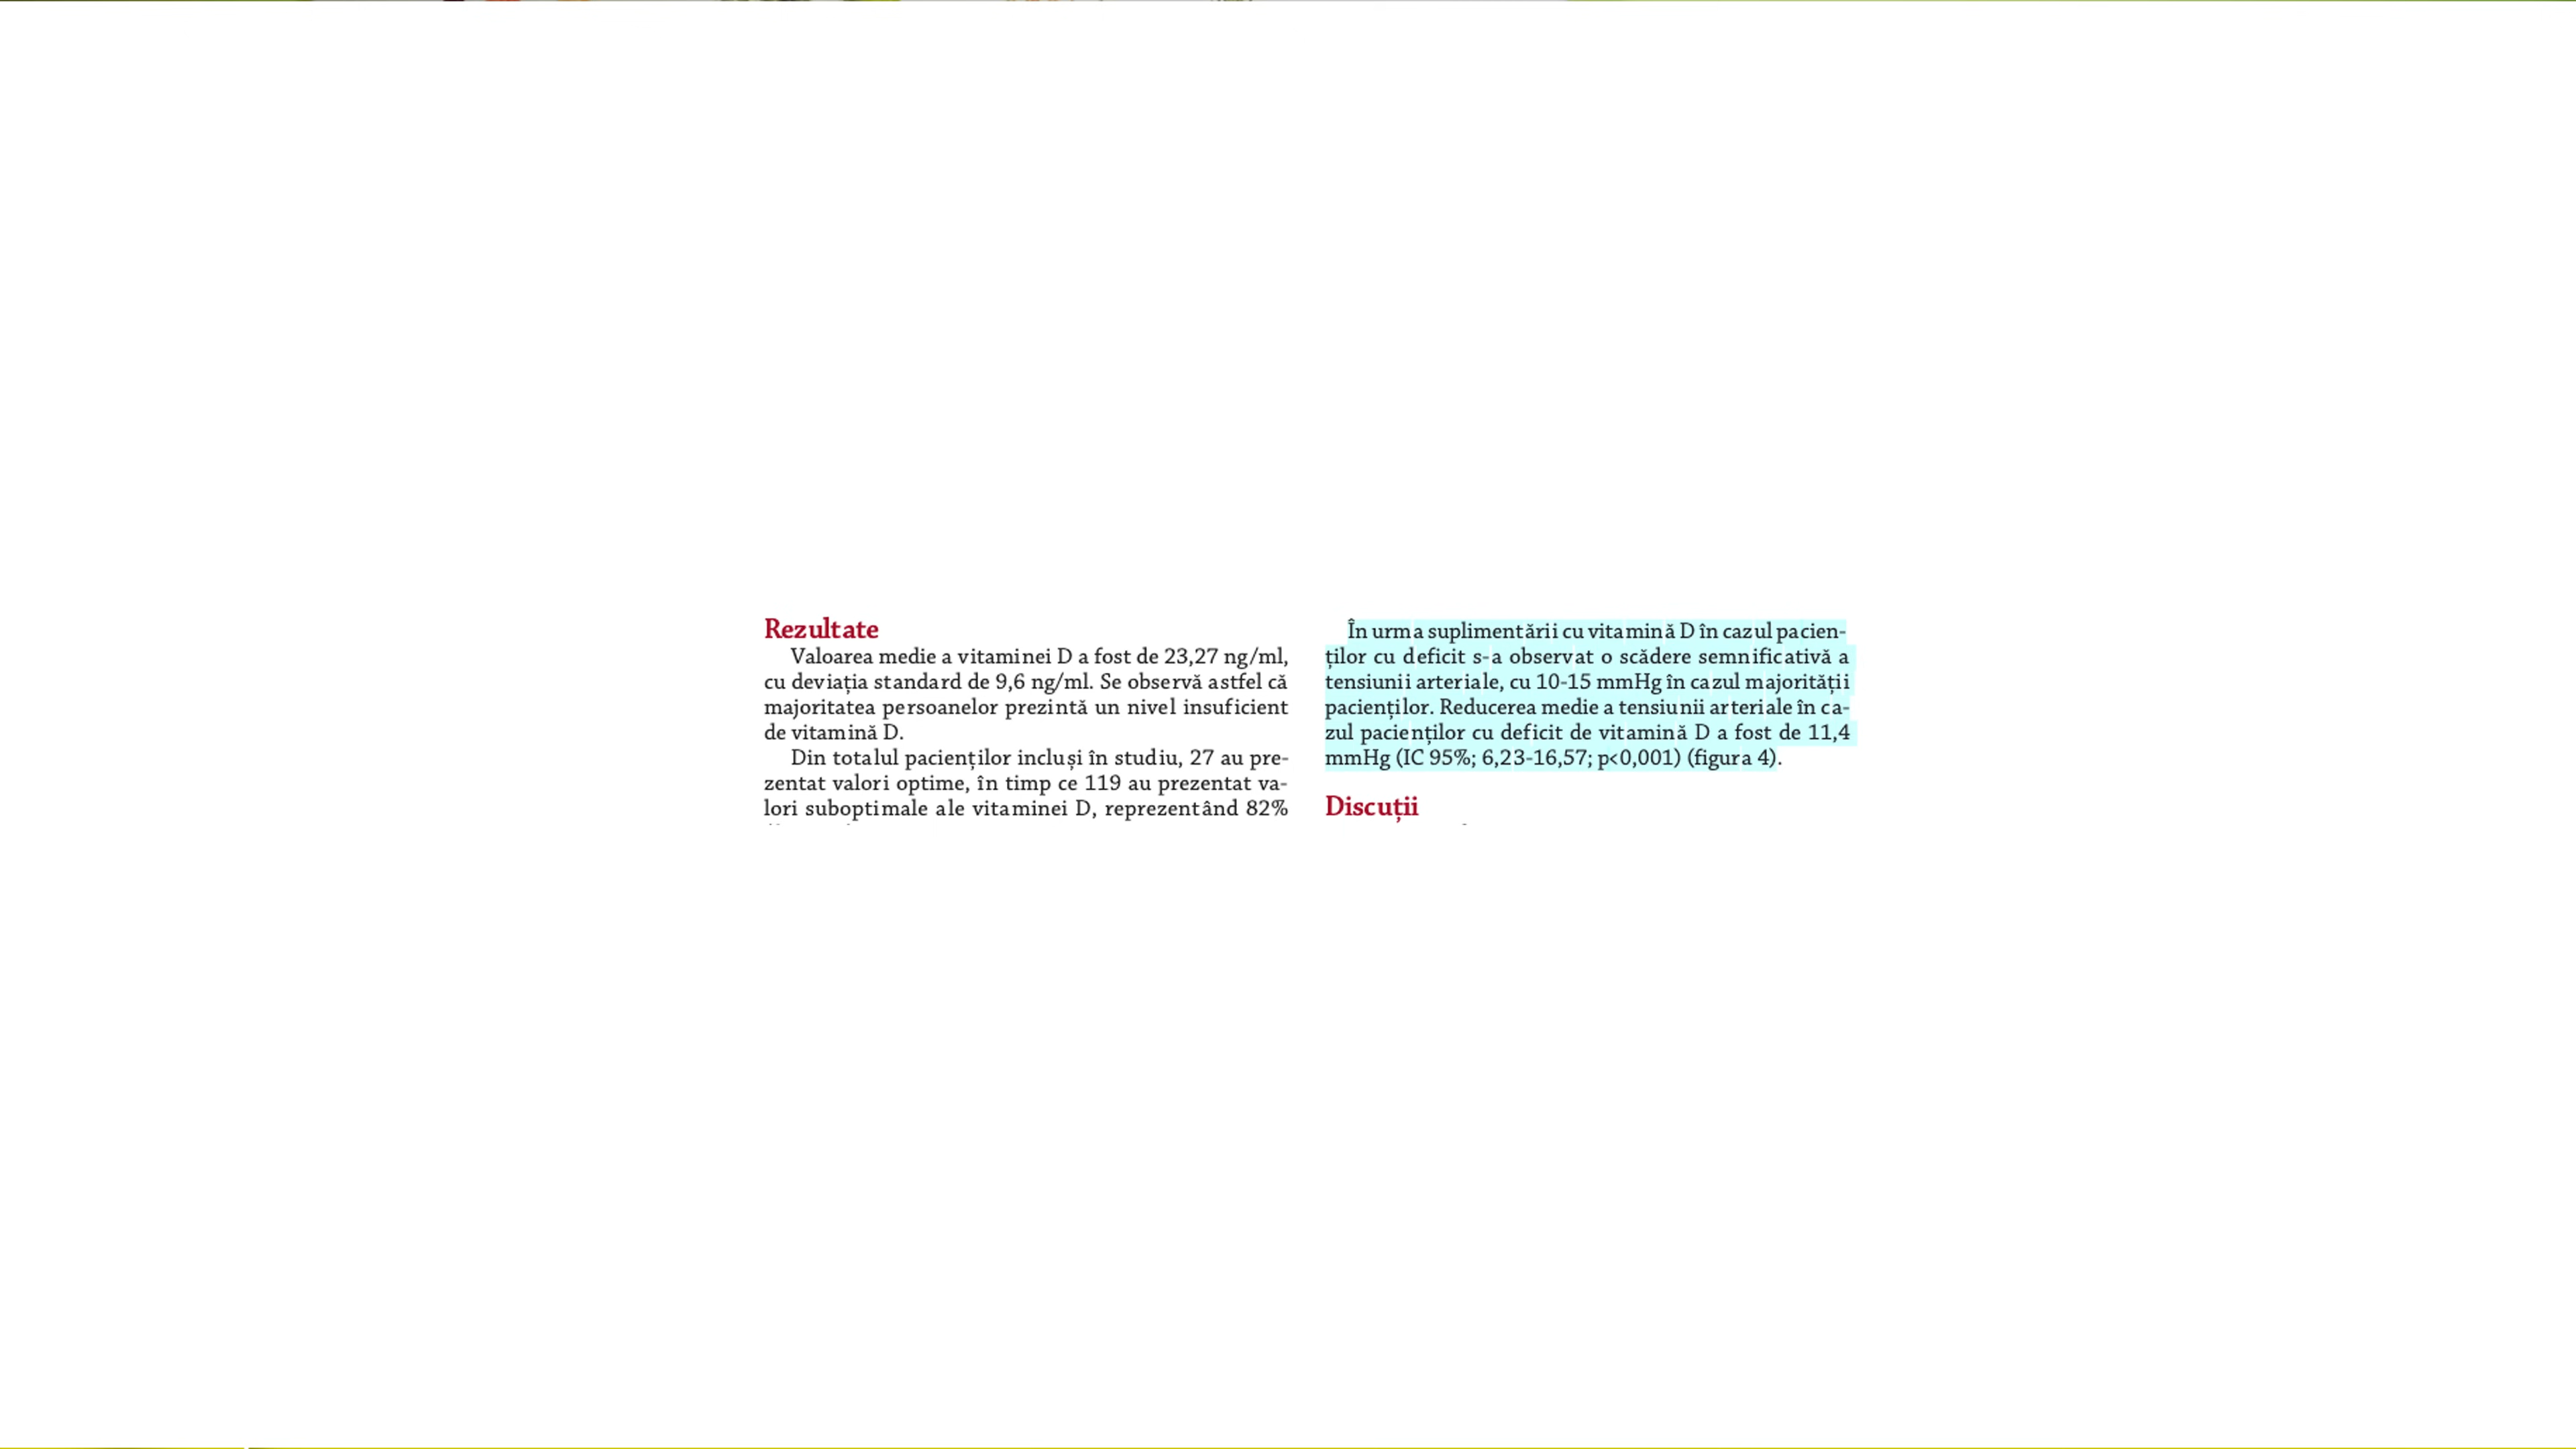 Rezultate
Valoarea medie a vitaminei D a fost de 23,27 ng/ml,
cu deviația standard de 9,6 ng/ml. Se observă astfel că
majoritatea persoanelor prezintă un nivel insuficient
de vitamină D.
Din totalul pacienților incluși în studiu, 27 au pre-
zentat valori optime, în timp ce 119 au prezentat va-
lori suboptimale ale vitaminei D, reprezentând 82%
În urma suplimentării cu vitamină D în cazul pacien-
ților cu deficit s-a observat o scădere semnificativă a
tensiunii arteriale, cu 10-15 mmHg în cazul majorității
pacienților. Reducerea medie a tensiunii arteriale în ca-
zul pacienților cu deficit de vitamină D a fost de 11,4
mmHg (IC 95%; 6,23-16,57; p<0,001) (figura 4).
Discuții